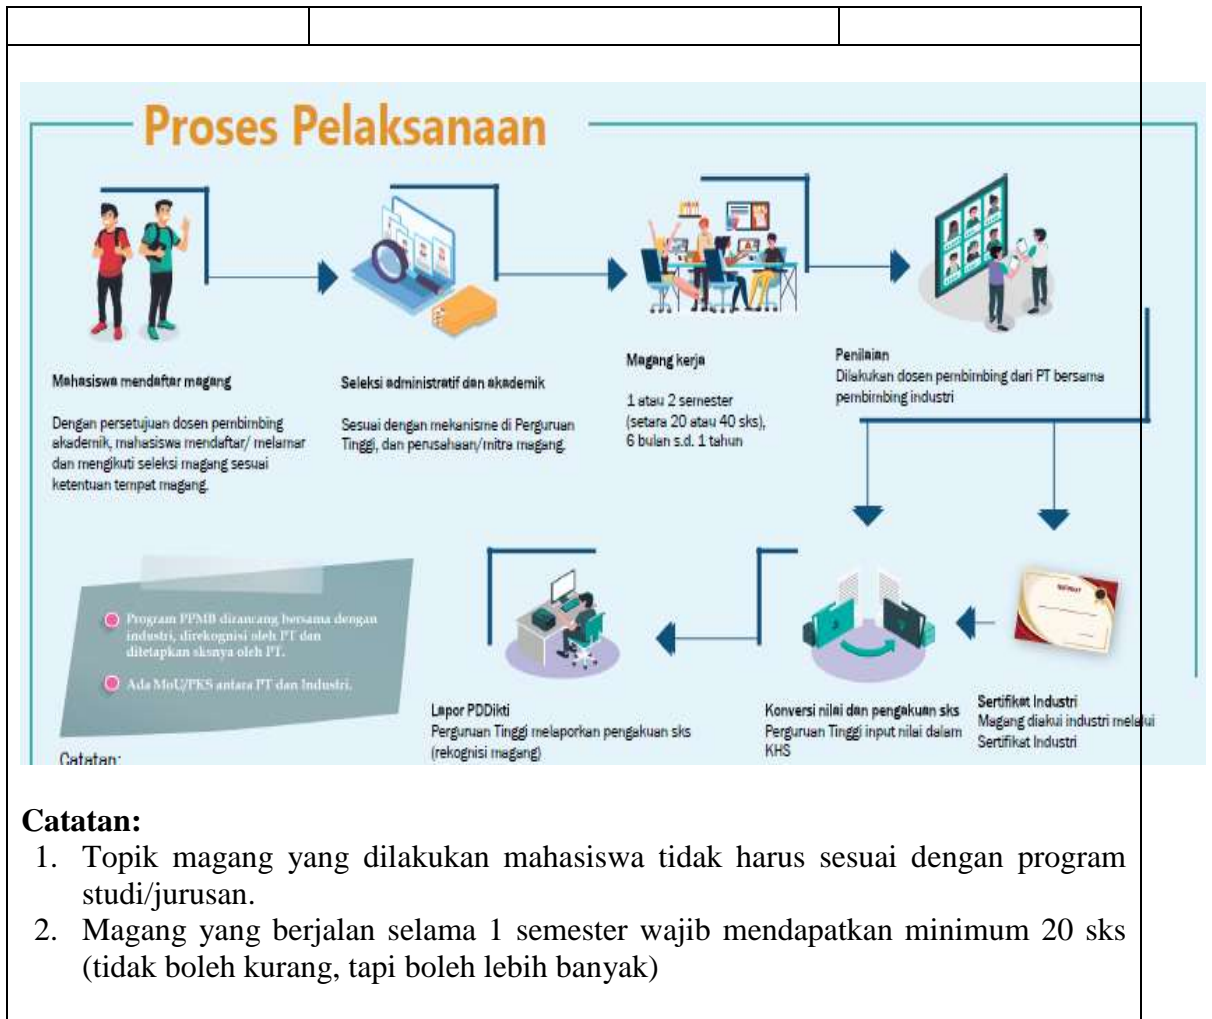 Proses Pelaksanaan
Mahasiswa mendaftar magang
Dengan persetujuan dosen pembimbing
akademik, mahasiswa mendaftar/ melamar
dan mengikuti seleksi magang sesuai
ketentuan tempat magang.
Seleksi administratif dan akademik
Sesuai dengan mekanisme di Perguruan
Tinggi, dan perusahaan/mitra magang.
Magang kerja
1 atau 2 semester
(setara 20 atau 40 sks),
6 bulan s.d. 1 tahun
Penilaian
Dilakukan dosen pembimbing dari PT bersama
pembimbing industri
Program PPMB dirancang bersama dengan
industri, direkognisi oleh PT dan
ditetapkan sksnya oleh PT.
Ada MoU/PKS antara PT dan Industri.
Lapor PDDikti
Perguruan Tinggi melaporkan pengakuan sks
(rekognisi magang)
Konversi nilai dan pengakuan sks
Perguruan Tinggi input nilai dalam
KHS
Sertifikat Industri
Magang diakui industri melalui
Sertifikat Industri
Catatan:
Catatan:
1. Topik magang yang dilakukan mahasiswa tidak harus sesuai dengan program
studi/jurusan.
2. Magang yang berjalan selama 1 semester wajib mendapatkan minimum 20 sks
(tidak boleh kurang, tapi boleh lebih banyak)